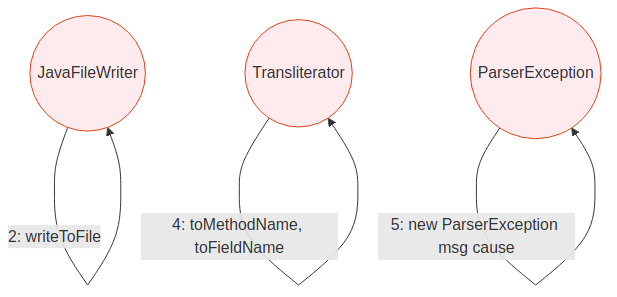 JavaFileWriter
Transliterator
ParserException
2: writeToFile
4: toMethodName,
toFieldName
5: new ParserException
msg cause